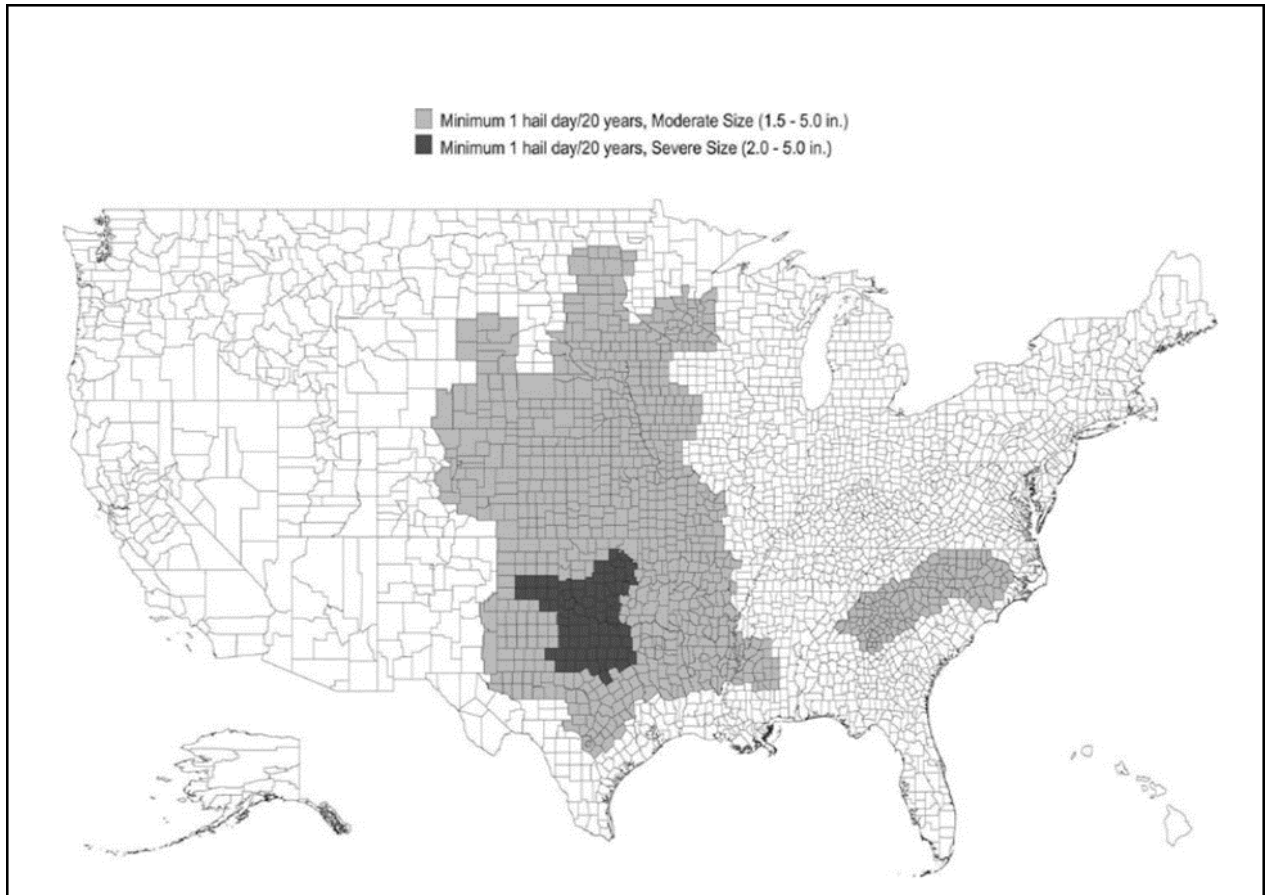 Minimum 1 hail day/20 years, Moderate Size (1.5 - 5.0 in.)
Minimum 1 hail day/20 years, Severe Size (2.0 - 5.0 in.)